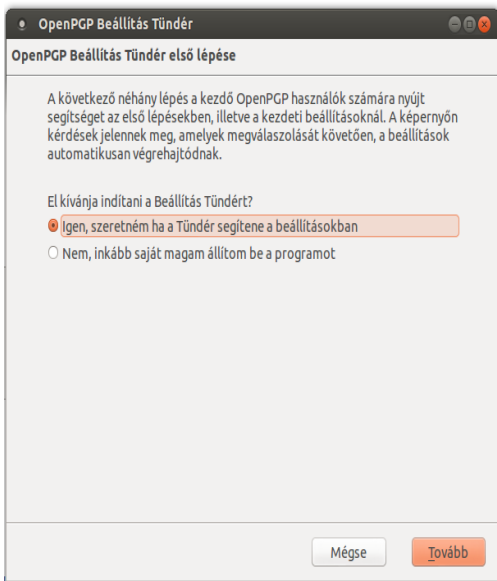 OpenPGP Beállítás Tündér
OpenPGP Beállítás Tündér első lépése
A következő néhány lépés a kezdő OpenPGP használók számára nyújt
segítséget az első lépésekben, illetve a kezdeti beállításoknál. A képernyőn
kérdések jelennek meg, amelyek megválaszolását követően, a beállítások
automatikusan végrehajtódnak.
El kívánja indítani a Beállítás Tündért?
Igen, szeretném ha a Tündér segítene a beállításokban
Nem, inkább saját magam állítom be a programot
Mégse
Tovább